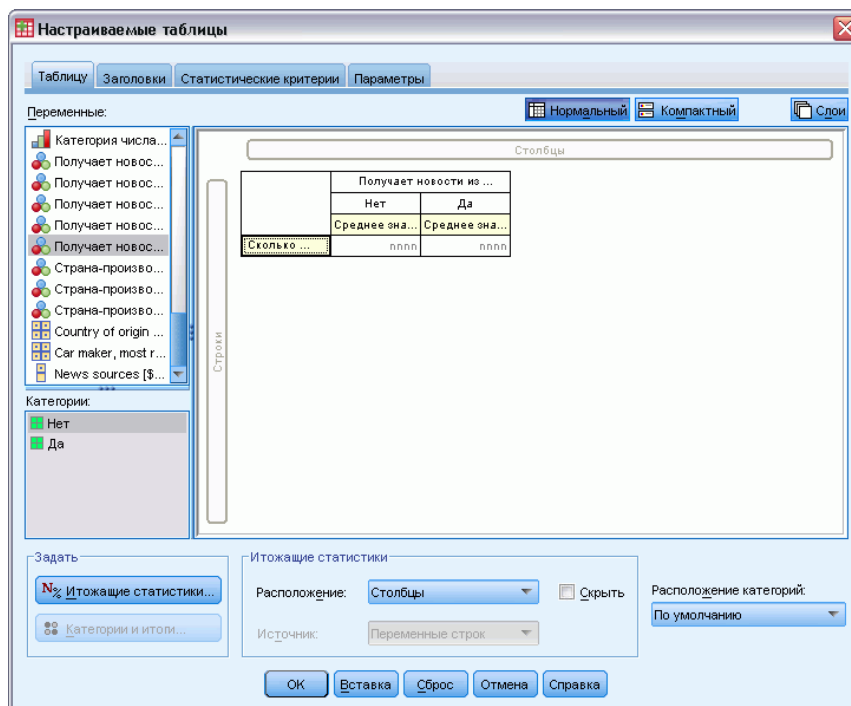 Настраиваемые таблицы
Таблицу Заголовки Статистические критерии Параметры
Переменные:
Нормальный Компактный Слои
Категория числа...
Получает новос...
Получает новос...
Получает новос...
Получает новос...
Получает новос...
Страна-произво...
Страна-произво...
Страна-произво...
Country of origin ...
Car maker, most r...
News sources [$...
Столбцы
Строки
Получает новости из ...
Нет Да
Среднее зна... Среднее зна...
Сколько ... nnnn nnnn
Категории:
Нет
Да
Задать
N% Итожащие статистики...
Категории и итоги...
Итожащие статистики
Расположение: Столбцы Скрыть
Источник: Переменные строк
Расположение категорий:
По умолчанию
OK Вставка Сброс Отмена Справка